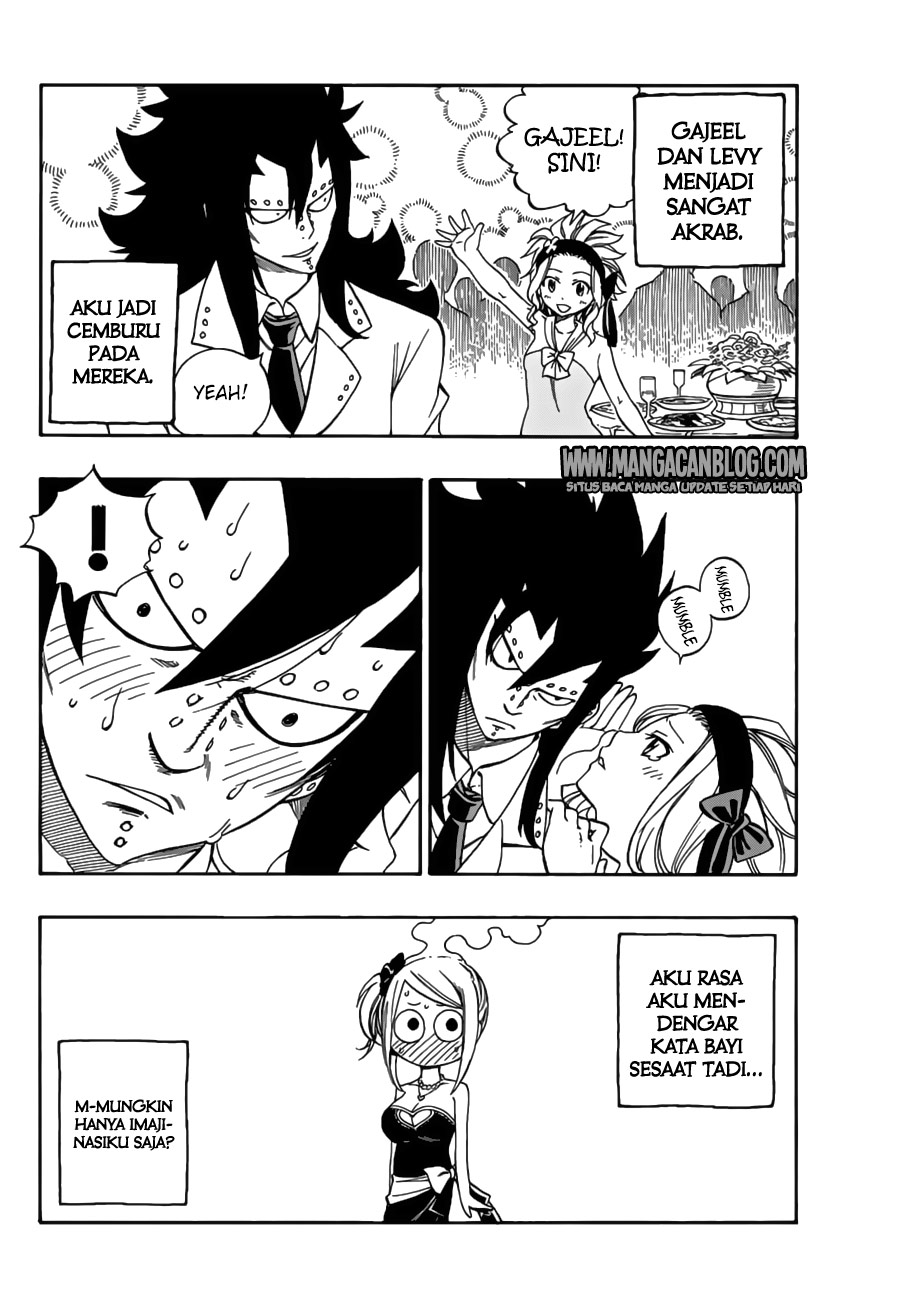 GAJEEL!
SINI!
GAJEEL
DAN LEVY
MENJADI
SANGAT
AKRAB.
AKU JADI
CEMBURU
PADA
MEREKA.
YEAH!
WWW.MANGACANBLOG.COM
SITUS BACA MANGA UPDATE SETIAP HARI
!
MUMBLE
MUMBLE
AKU RASA
AKU MEN-
DENGAR
KATA BAYI
SESAAT TADI...
M-MUNGKIN
HANYA IMAJI-
NASIKU SAJA?